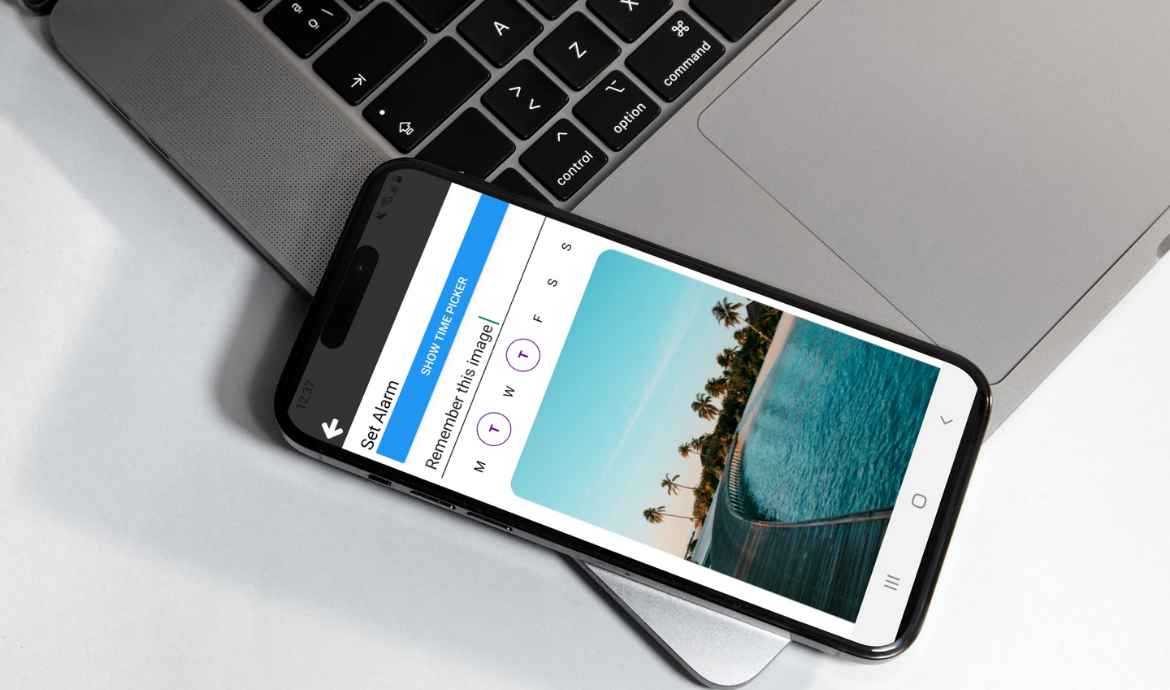 12:37
Set Alarm
SHOW TIME PICKER
Remember this image
M T W T F S S
A
Z
X
⌘
command
option
control